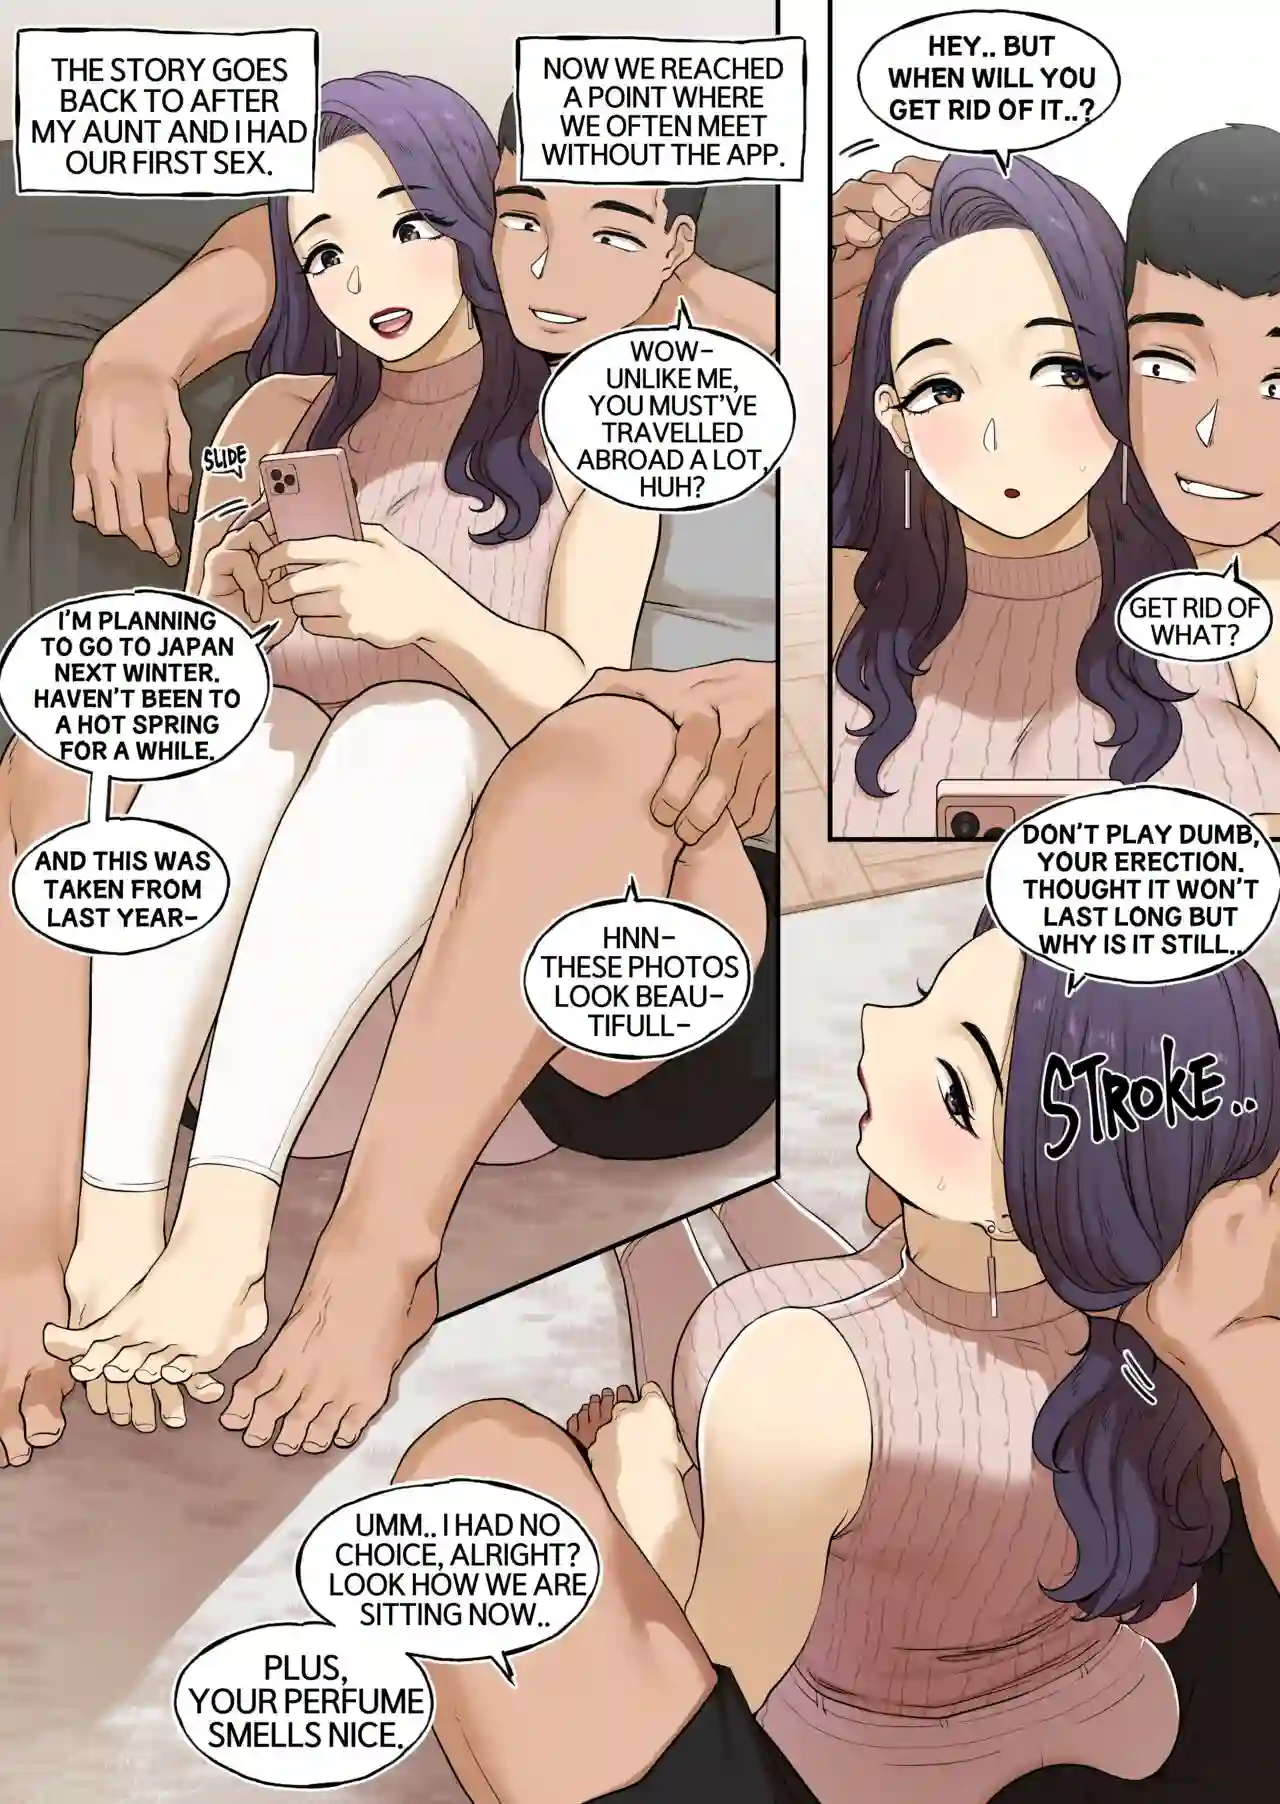 THE STORY GOES
BACK TO AFTER
MY AUNT AND I HAD
OUR FIRST SEX.
NOW WE REACHED
A POINT WHERE
WE OFTEN MEET
WITHOUT THE APP.
WOW-
UNLIKE ME,
YOU MUST'VE
TRAVELLED
ABROAD A LOT,
HUH?
SLIDE
I'M PLANNING
TO GO TO JAPAN
NEXT WINTER.
HAVEN'T BEEN TO
A HOT SPRING
FOR A WHILE.
AND THIS WAS
TAKEN FROM
LAST YEAR-
HNN-
THESE PHOTOS
LOOK BEAU-
TIFULL-
HEY.. BUT
WHEN WILL YOU
GET RID OF IT..?
GET RID OF
WHAT?
DON'T PLAY DUMB,
YOUR ERECTION.
THOUGHT IT WON'T
LAST LONG BUT
WHY IS IT STILL..
STROKE..
UMM.. I HAD NO
CHOICE, ALRIGHT?
LOOK HOW WE ARE
SITTING NOW..
PLUS,
YOUR PERFUME
SMELLS NICE.